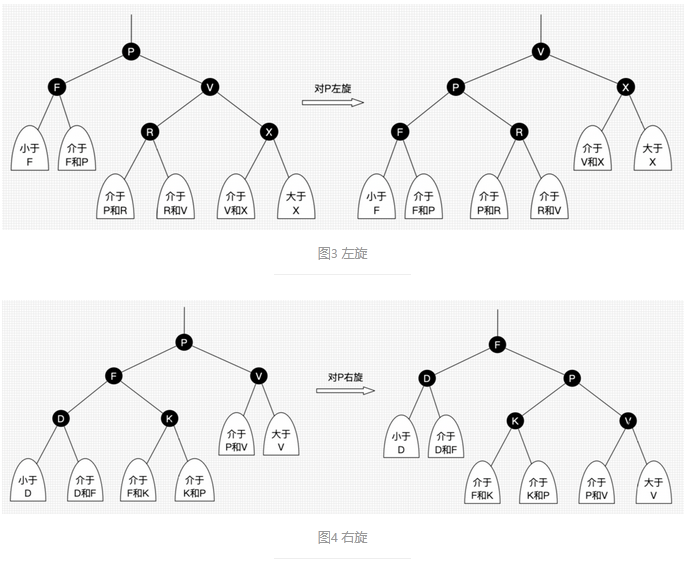 P
V
F
V
对P左旋
P
X
R
X
F
R
小于
F
介于
F和P
介于
V和X
大于
X
介于
P和R
介于
R和V
介于
V和X
大于
X
小于
F
介于
F和P
介于
P和R
介于
R和V
图3 左旋
P
F
F
V
对P右旋
D
P
D
K
介于
P和V
大于
V
小于
D
介于
D和F
K
V
小于
D
介于
D和F
介于
F和K
介于
K和P
介于
F和K
介于
K和P
介于
P和V
大于
V
图4 右旋